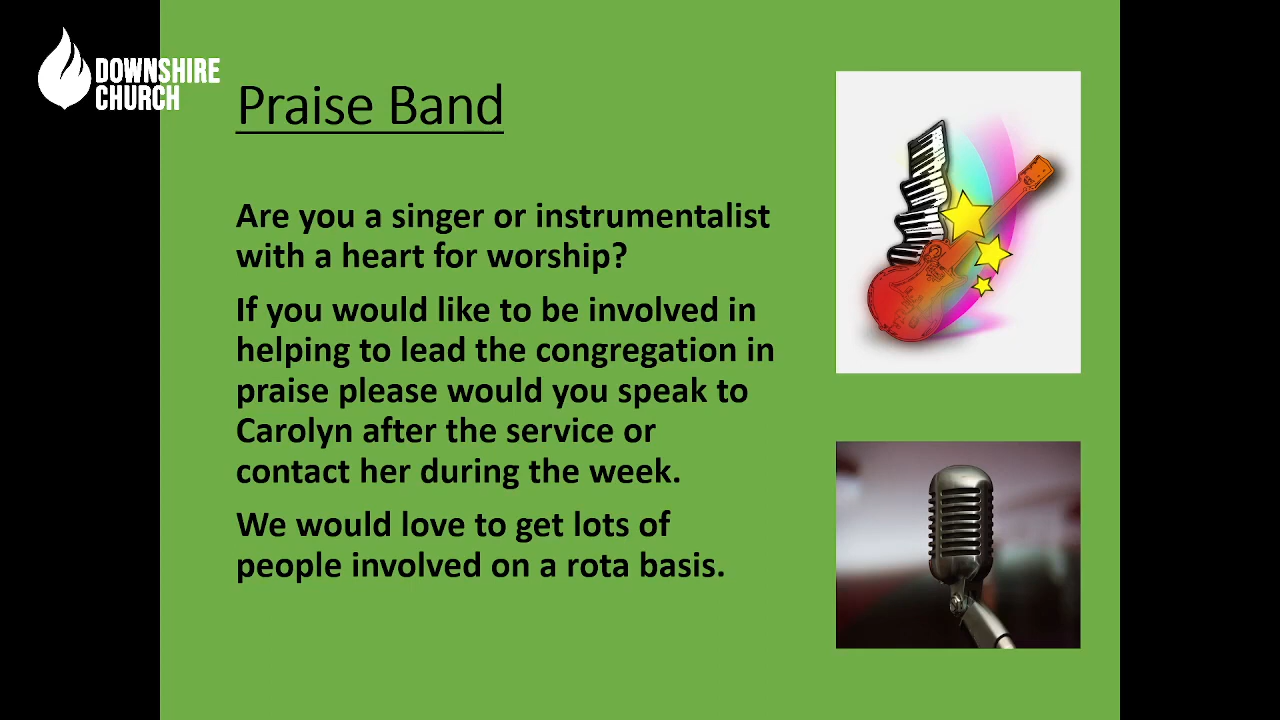 DOWNSHIRE
CHURCH
Praise Band
Are you a singer or instrumentalist
with a heart for worship?
If you would like to be involved in
helping to lead the congregation in
praise please would you speak to
Carolyn after the service or
contact her during the week.
We would love to get lots of
people involved on a rota basis.